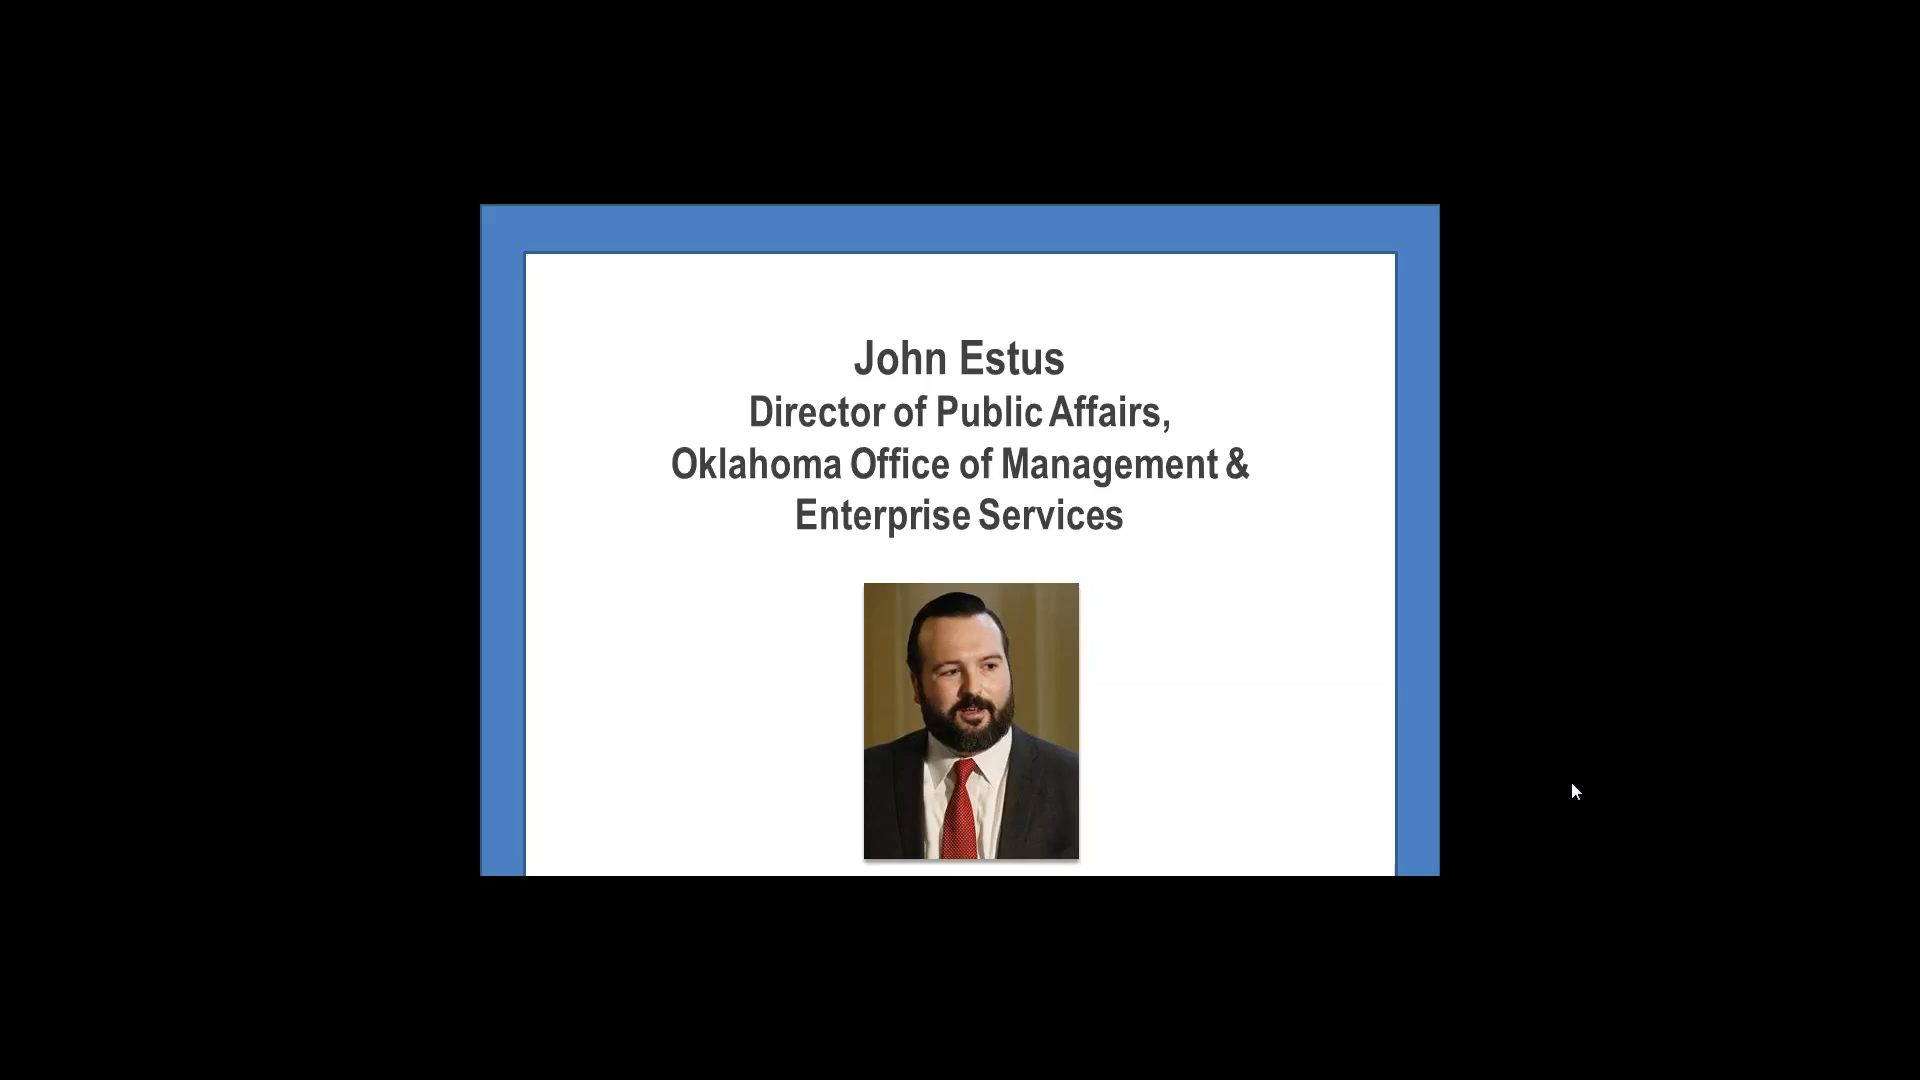 John Estus
Director of Public Affairs,
Oklahoma Office of Management &
Enterprise Services